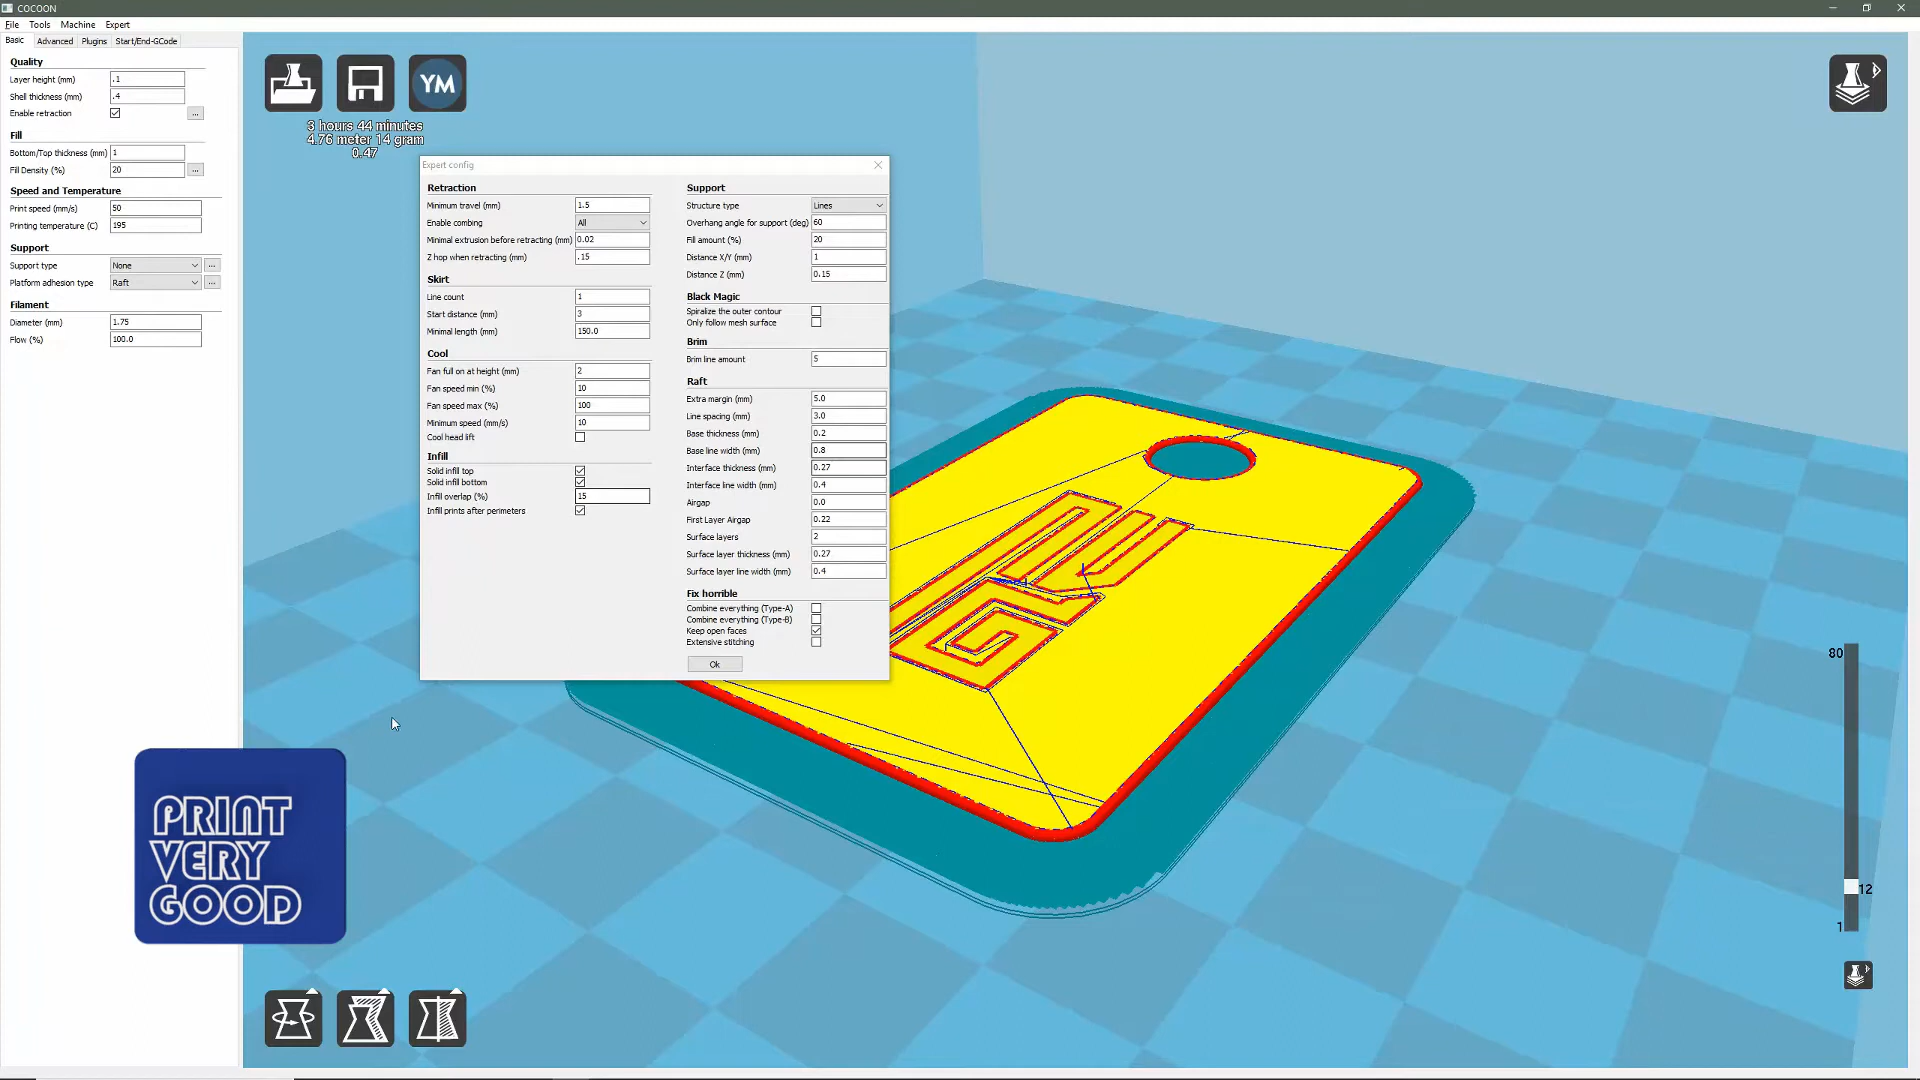 COCOON
File Tools Machine Expert
Basic Advanced Plugins Start/End-GCode
Quality
Layer height (mm) .1
Shell thickness (mm) .4
Enable retraction ...
Fill
Bottom/Top thickness (mm) 1
Fill Density (%) 20 ...
Speed and Temperature
Print speed (mm/s) 50
Printing temperature (C) 195
Support
Support type None ...
Platform adhesion type Raft ...
Filament
Diameter (mm) 1.75
Flow (%) 100.0
YM
3 hours 44 minutes
4.76 meter 14 gram
0.47
Expert config
Retraction
Minimum travel (mm) 1.5
Enable combing All
Minimal extrusion before retracting (mm) 0.02
Z hop when retracting (mm) .15
Skirt
Line count 1
Start distance (mm) 3
Minimal length (mm) 150.0
Cool
Fan full on at height (mm) 2
Fan speed min (%) 10
Fan speed max (%) 100
Minimum speed (mm/s) 10
Cool head lift
Infill
Solid infill top
Solid infill bottom
Infill overlap (%) 15
Infill prints after perimeters
Support
Structure type Lines
Overhang angle for support (deg) 60
Fill amount (%) 20
Distance X/Y (mm) 1
Distance Z (mm) 0.15
Black Magic
Spiralize the outer contour
Only follow mesh surface
Brim
Brim line amount 5
Raft
Extra margin (mm) 5.0
Line spacing (mm) 3.0
Base thickness (mm) 0.2
Base line width (mm) 0.8
Interface thickness (mm) 0.27
Interface line width (mm) 0.4
Airgap 0.0
First Layer Airgap 0.22
Surface layers 2
Surface layer thickness (mm) 0.27
Surface layer line width (mm) 0.4
Fix horrible
Combine everything (Type-A)
Combine everything (Type-B)
Keep open faces
Extensive stitching
Ok
80
12
1
PRINT
VERY
GOOD